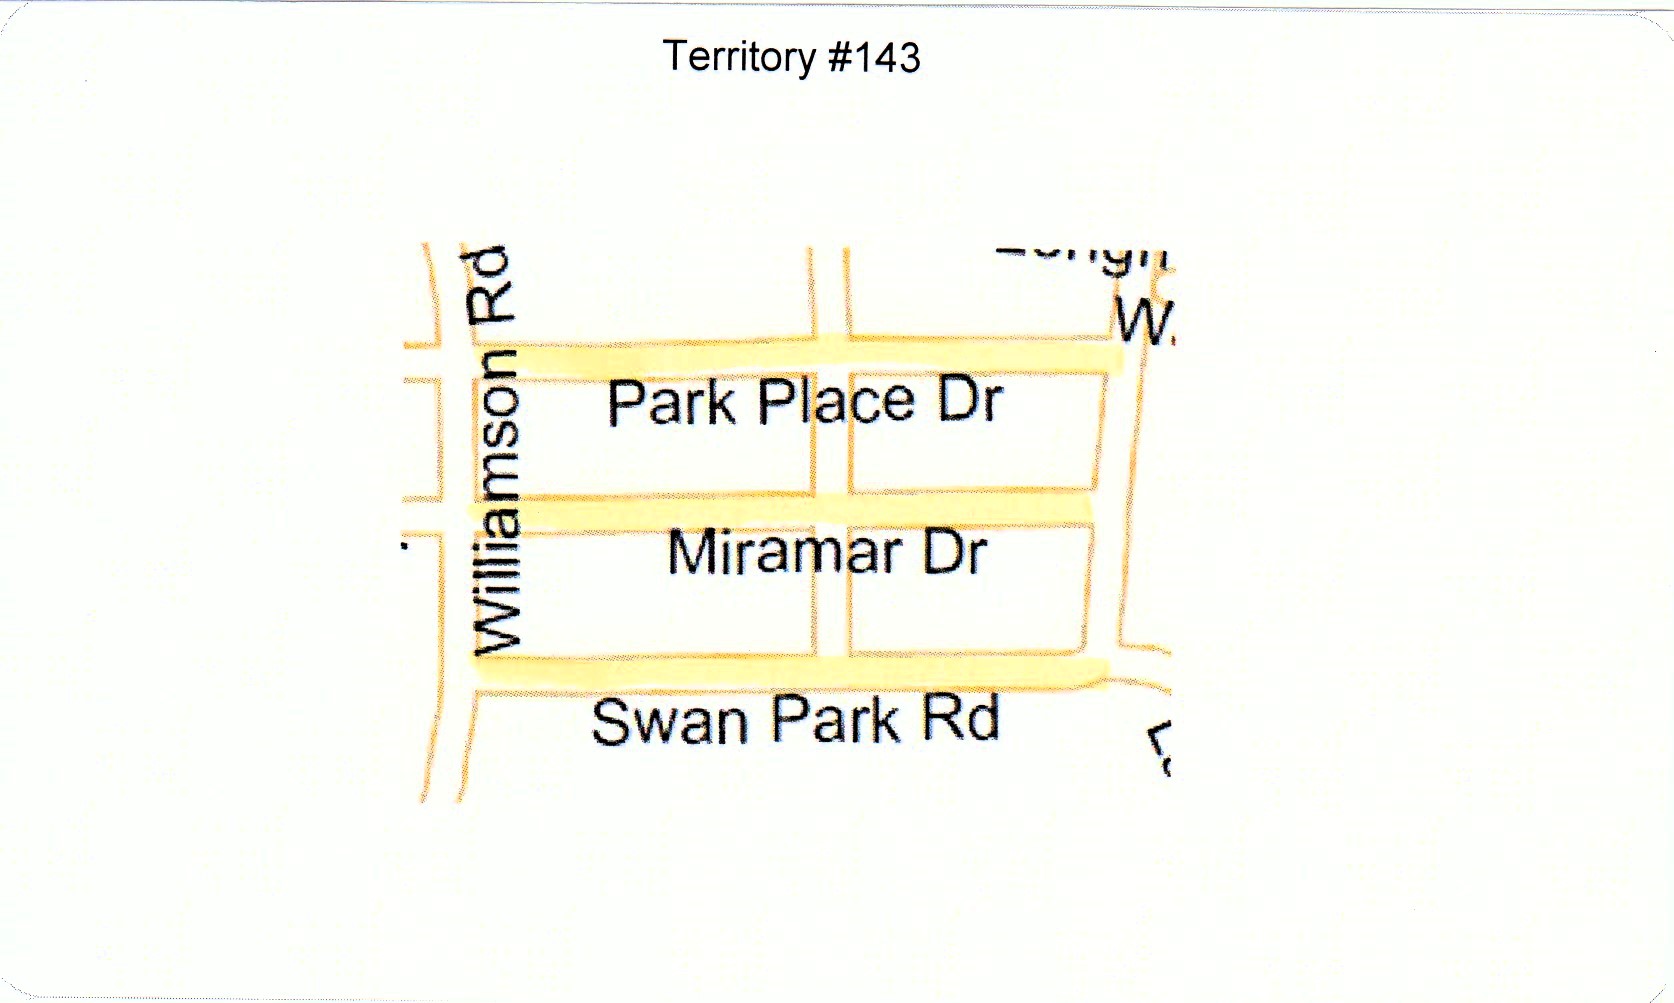 Territory #143
Williamson Rd
W.
Park Place Dr
Miramar Dr
Swan Park Rd